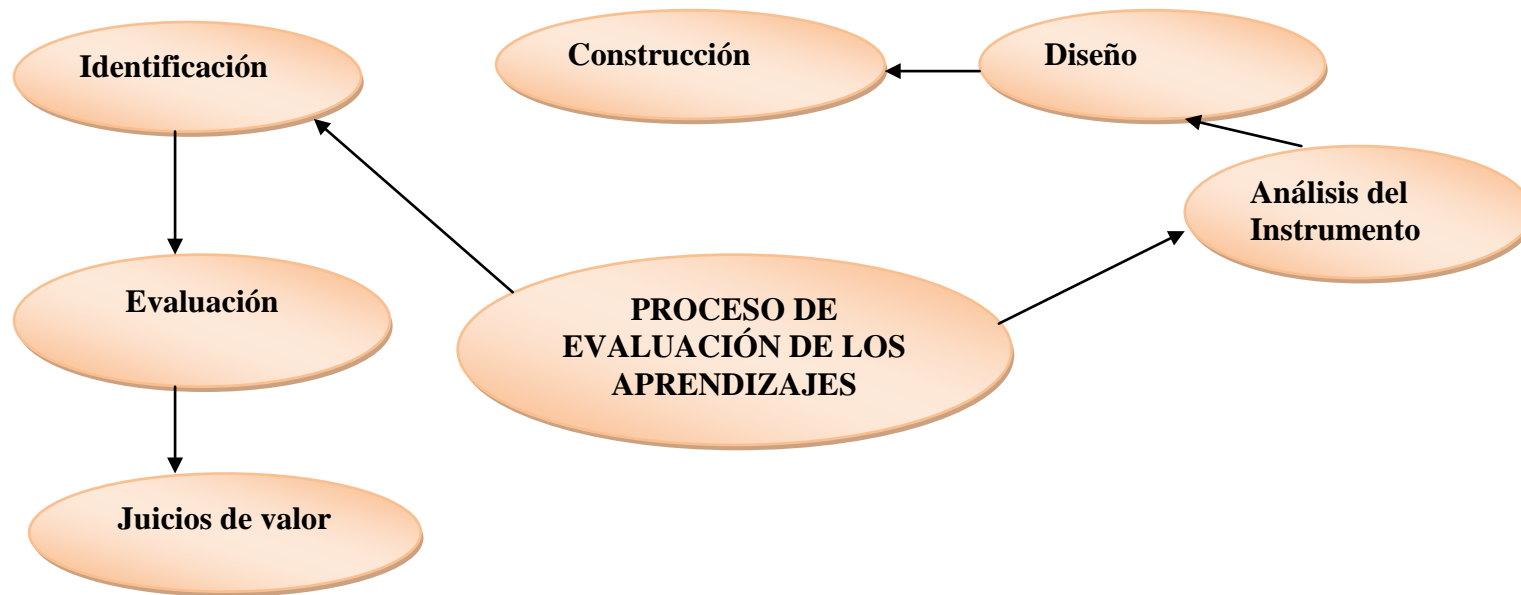 Identificación
Construcción
Diseño
Análisis del
Instrumento
Evaluación
PROCESO DE
EVALUACIÓN DE LOS
APRENDIZAJES
Juicios de valor